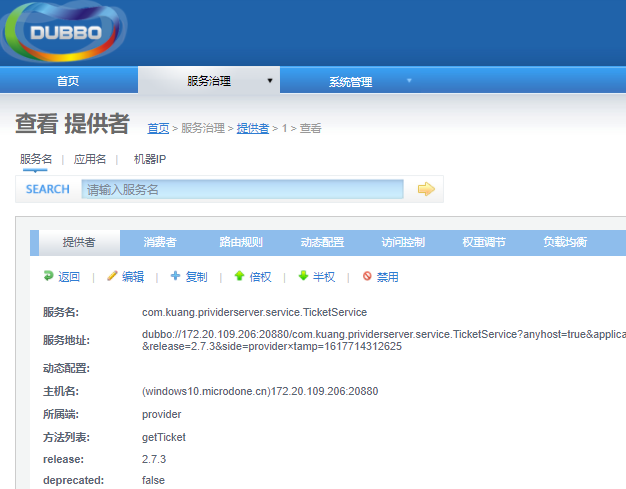 DUBBO
首页 服务治理 系统管理
查看 提供者 首页 > 服务治理 > 提供者 > 1 > 查看
服务名 | 应用名 | 机器IP
SEARCH 请输入服务名
提供者 消费者 路由规则 动态配置 访问控制 权重调节 负载均衡
返回 | 编辑 | 复制 | 倍权 | 半权 | 禁用
服务名: com.kuang.prividerserver.service.TicketService
服务地址: dubbo://172.20.109.206:20880/com.kuang.prividerserver.service.TicketService?anyhost=true&applica
&release=2.7.3&side=provider×tamp=1617714312625
动态配置:
主机名: (windows10.microdone.cn)172.20.109.206:20880
所属端: provider
方法列表: getTicket
release: 2.7.3
deprecated: false